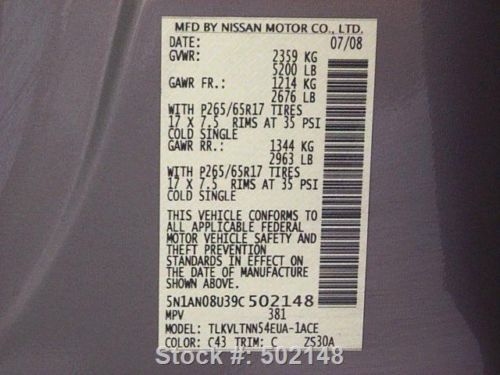 MFD BY NISSAN MOTOR CO., LTD.
DATE: 07/08
GVWR: 2359 KG
5200 LB
GAWR FR.: 1214 KG
2676 LB
WITH P265/65R17 TIRES
17 X 7.5 RIMS AT 35 PSI
COLD SINGLE
GAWR RR.: 1344 KG
2963 LB
WITH P265/65R17 TIRES
17 X 7.5 RIMS AT 35 PSI
COLD SINGLE
THIS VEHICLE CONFORMS TO
ALL APPLICABLE FEDERAL
MOTOR VEHICLE SAFETY AND
THEFT PREVENTION
STANDARDS IN EFFECT ON
THE DATE OF MANUFACTURE
SHOWN ABOVE.
5N1AN08U39C502148
MPV 381
MODEL: TLKVLTNN54EUA-1ACE
COLOR: C43 TRIM: C ZS30A
Stock #: 502148